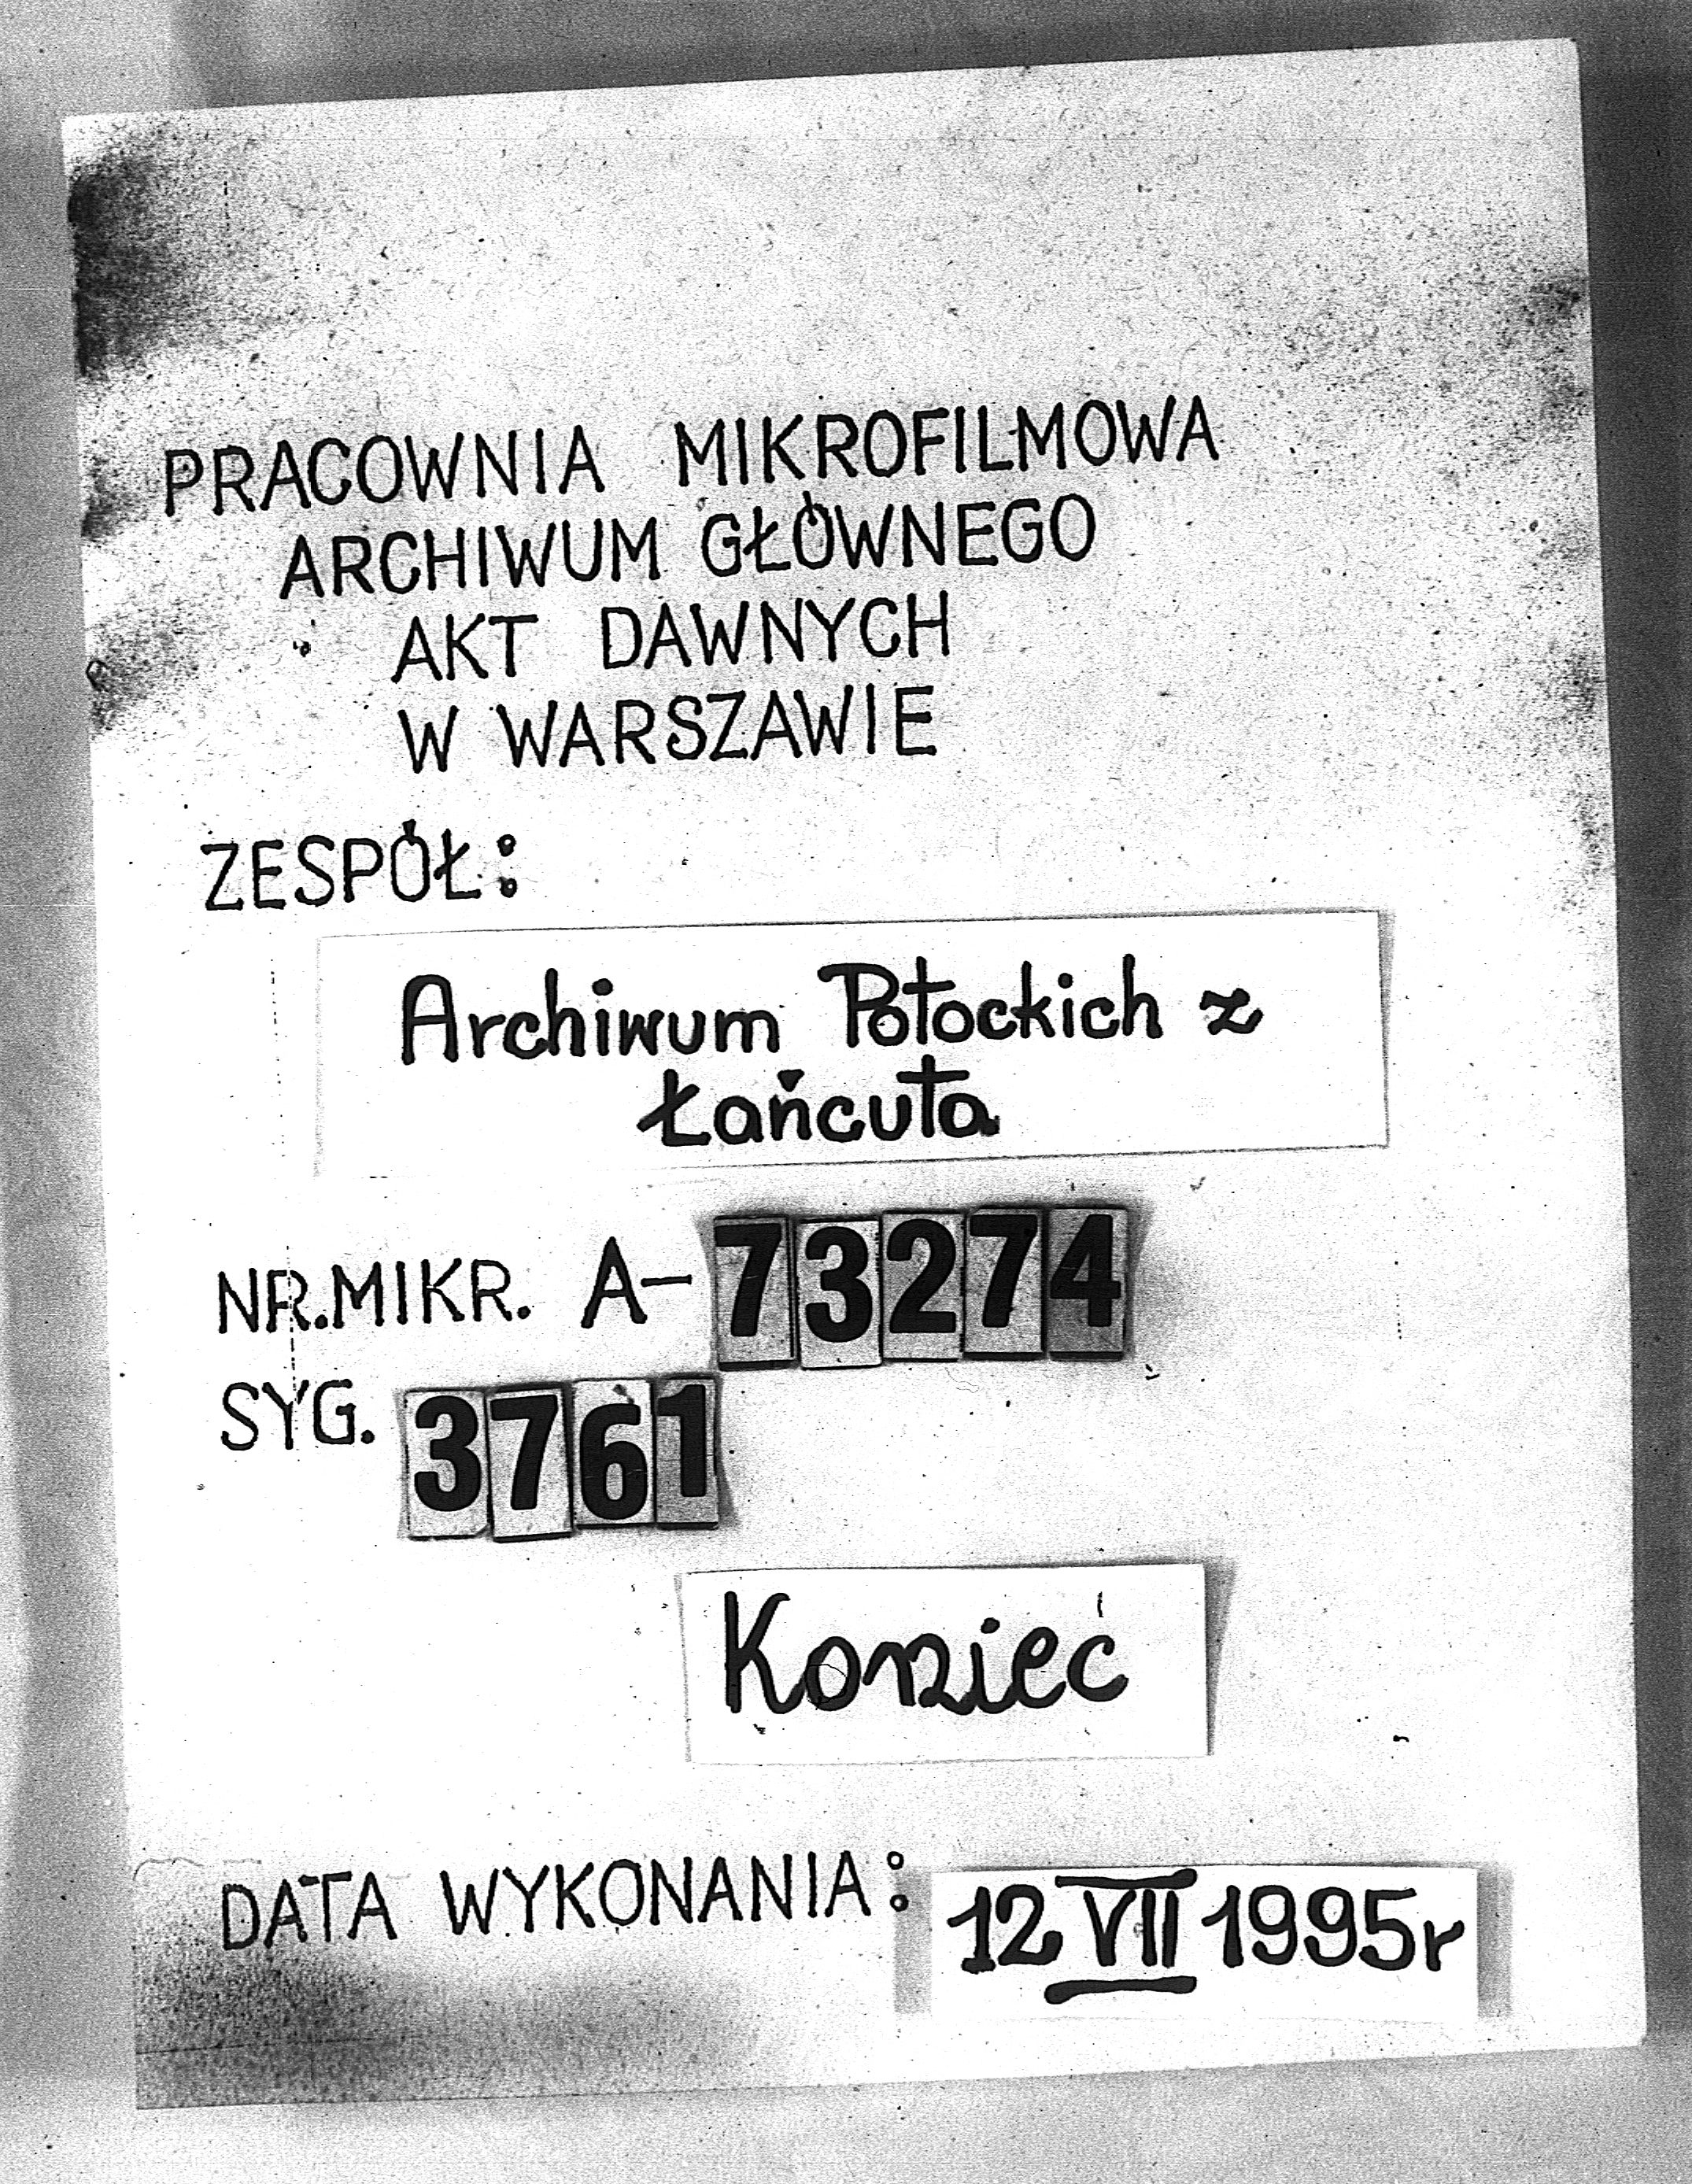 PRACOWNIA MIKROFILMOWA
ARCHIWUM GŁÓWNEGO
AKT DAWNYCH
W WARSZAWIE
ZESPÓŁ:
Archiwum Potockich z
Łańcuta
NR.MIKR. A-73274
SYG. 3761
Koniec
DATA WYKONANIA: 12 VII 1995r